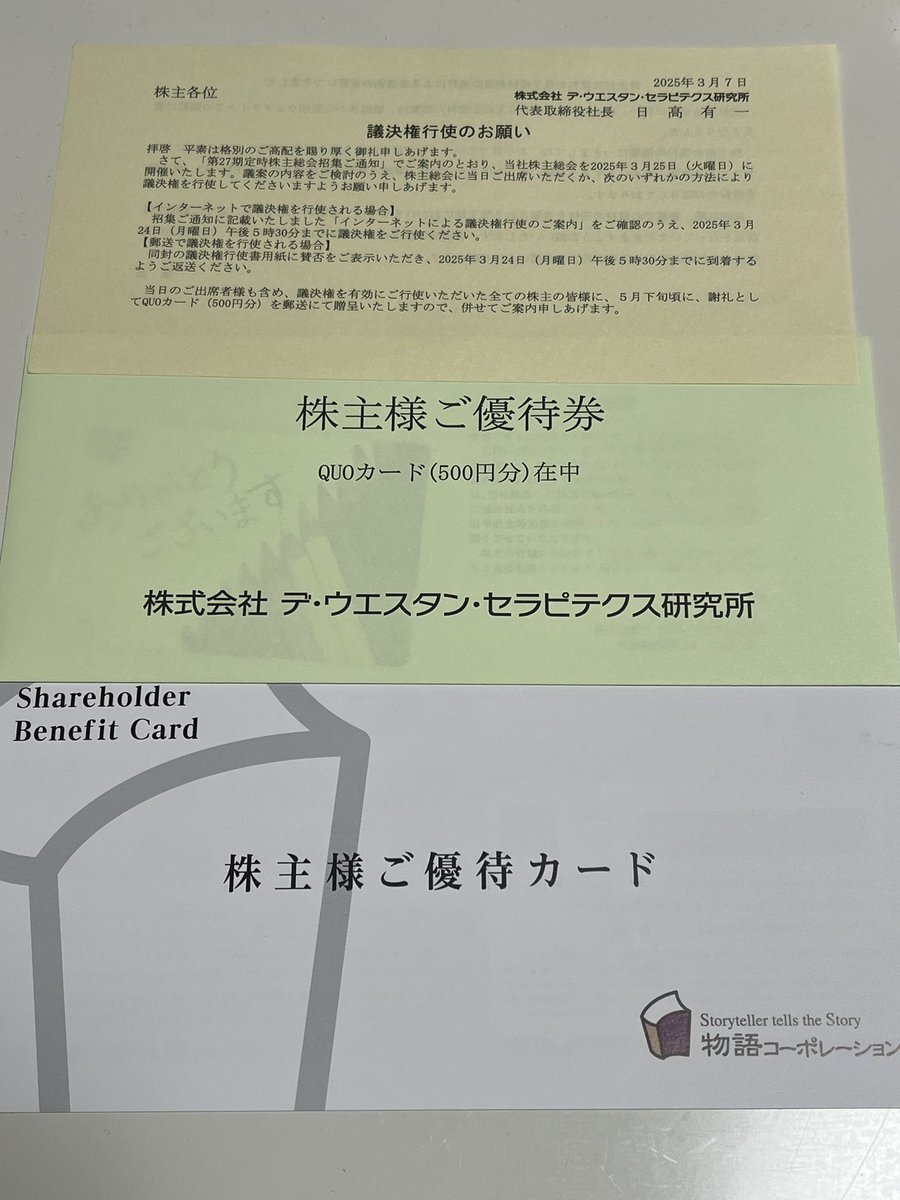 2025年3月7日
株主各位
株式会社 デ・ウエスタン・セラピテクス研究所
代表取締役社長 日高有一
議決権行使のお願い
拝啓 平素は格別のご高配を賜り厚く御礼申しあげます。
さて、「第27期定時株主総会招集ご通知」でご案内のとおり、当社株主総会を2025年3月25日（火曜日）に
開催いたします。議案の内容をご検討のうえ、株主総会に当日ご出席いただくか、次のいずれかの方法により
議決権を行使してくださいますようお願い申しあげます。
【インターネットで議決権を行使される場合】
招集ご通知に記載いたしました「インターネットによる議決権行使のご案内」をご確認のうえ、2025年3月
24日（月曜日）午後5時30分までに議決権をご行使ください。
【郵送で議決権を行使される場合】
同封の議決権行使書用紙に賛否をご表示いただき、2025年3月24日（月曜日）午後5時30分までに到着する
ようご返送ください。
当日のご出席者様も含め、議決権を有効にご行使いただいた全ての株主の皆様に、5月下旬頃に、謝礼とし
てQUOカード（500円分）を郵送にて贈呈いたしますので、併せてご案内申しあげます。
株主様ご優待券
QUOカード(500円分)在中
ありがとう
ございます
株式会社 デ・ウエスタン・セラピテクス研究所
Shareholder
Benefit Card
株主様ご優待カード
Storyteller tells the Story
物語コーポレーション